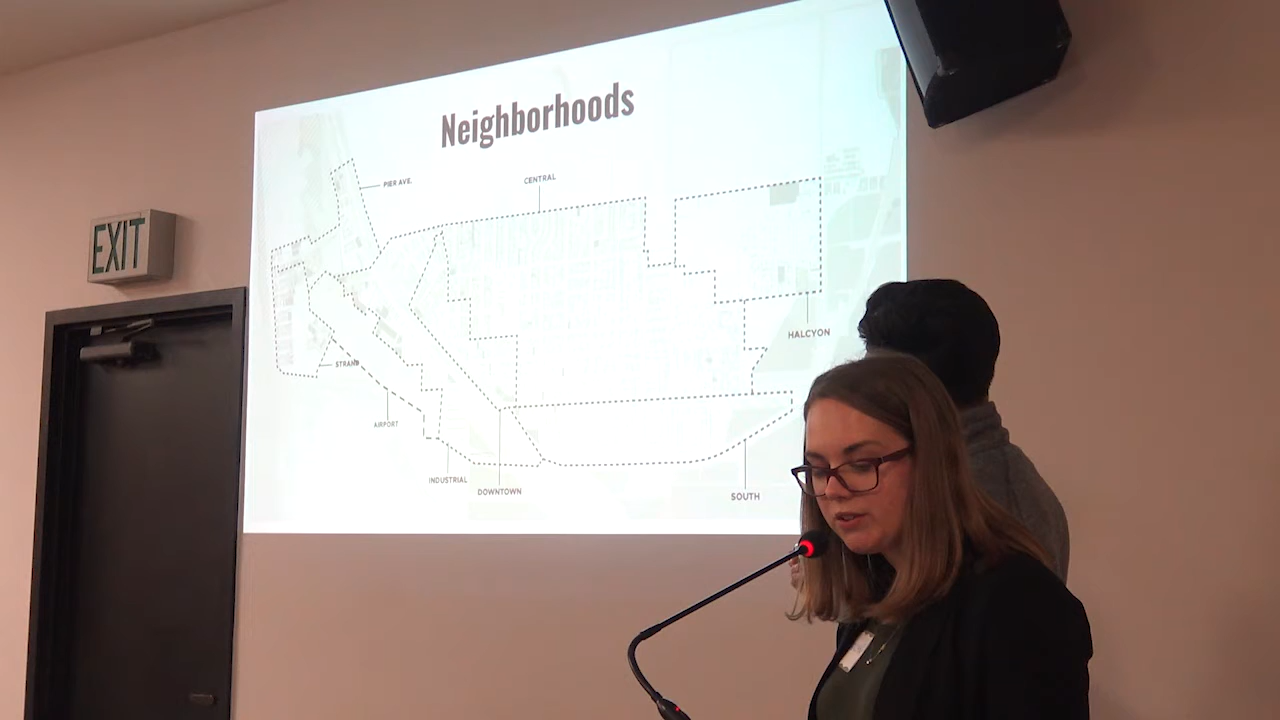 Neighborhoods
PIER AVE.
CENTRAL
EXIT
HALCYON
STRAND
AIRPORT
INDUSTRIAL
DOWNTOWN
SOUTH